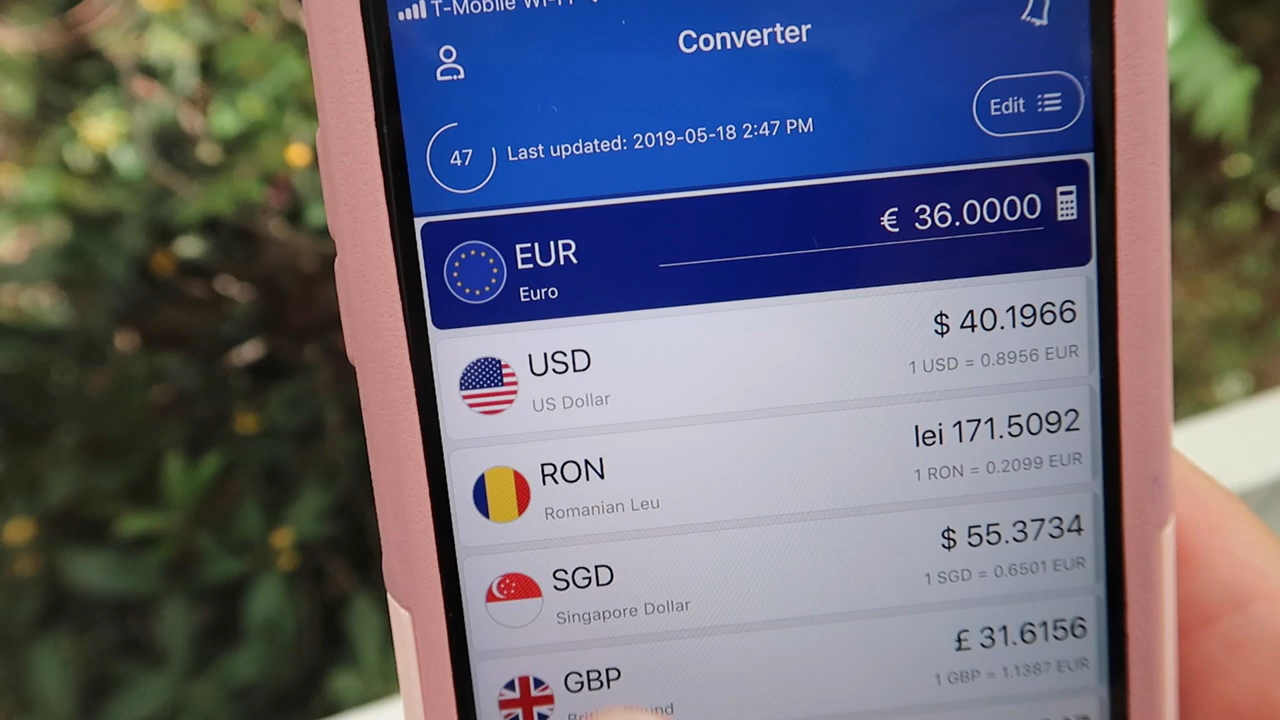 T-Mobile Wi-Fi
Converter
Edit
47
Last updated: 2019-05-18 2:47 PM
€ 36.0000
EUR
Euro
$ 40.1966
USD
1 USD = 0.8956 EUR
US Dollar
lei 171.5092
RON
1 RON = 0.2099 EUR
Romanian Leu
$ 55.3734
SGD
1 SGD = 0.6501 EUR
Singapore Dollar
£ 31.6156
GBP
1 GBP = 1.1387 EUR